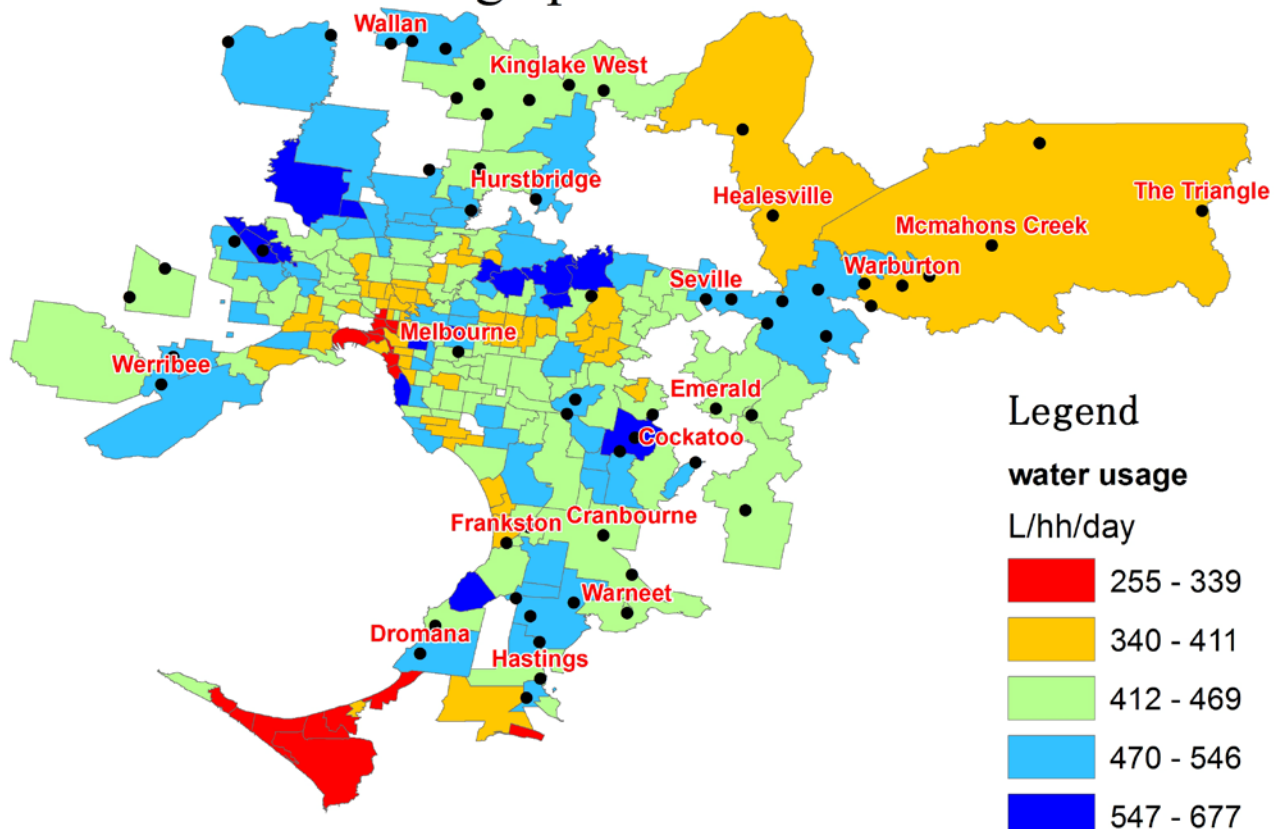 Wallan
Kinglake West
Hurstbridge
Healesville
The Triangle
Mcmahons Creek
Seville
Warburton
Melbourne
Werribee
Emerald
Cockatoo
Frankston
Cranbourne
Warneet
Dromana
Hastings
Legend
water usage
L/hh/day
255 - 339
340 - 411
412 - 469
470 - 546
547 - 677